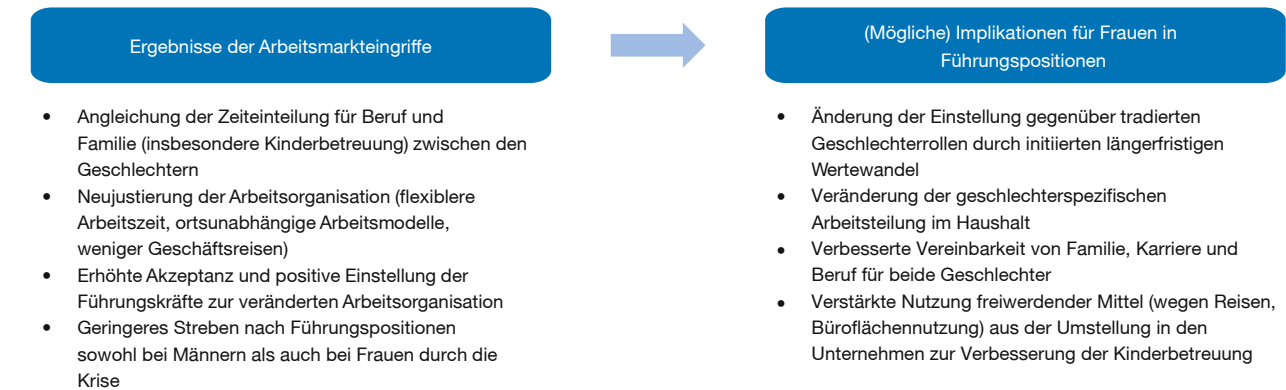 Ergebnisse der Arbeitsmarkteingriffe
• Angleichung der Zeiteinteilung für Beruf und
Familie (insbesondere Kinderbetreuung) zwischen den
Geschlechtern
• Neujustierung der Arbeitsorganisation (flexiblere
Arbeitszeit, ortsunabhängige Arbeitsmodelle,
weniger Geschäftsreisen)
• Erhöhte Akzeptanz und positive Einstellung der
Führungskräfte zur veränderten Arbeitsorganisation
• Geringeres Streben nach Führungspositionen
sowohl bei Männern als auch bei Frauen durch die
Krise
(Mögliche) Implikationen für Frauen in
Führungspositionen
• Änderung der Einstellung gegenüber tradierten
Geschlechterrollen durch initiierten längerfristigen
Wertewandel
• Veränderung der geschlechterspezifischen
Arbeitsteilung im Haushalt
• Verbesserte Vereinbarkeit von Familie, Karriere und
Beruf für beide Geschlechter
• Verstärkte Nutzung freiwerdender Mittel (wegen Reisen,
Büroflächennutzung) aus der Umstellung in den
Unternehmen zur Verbesserung der Kinderbetreuung